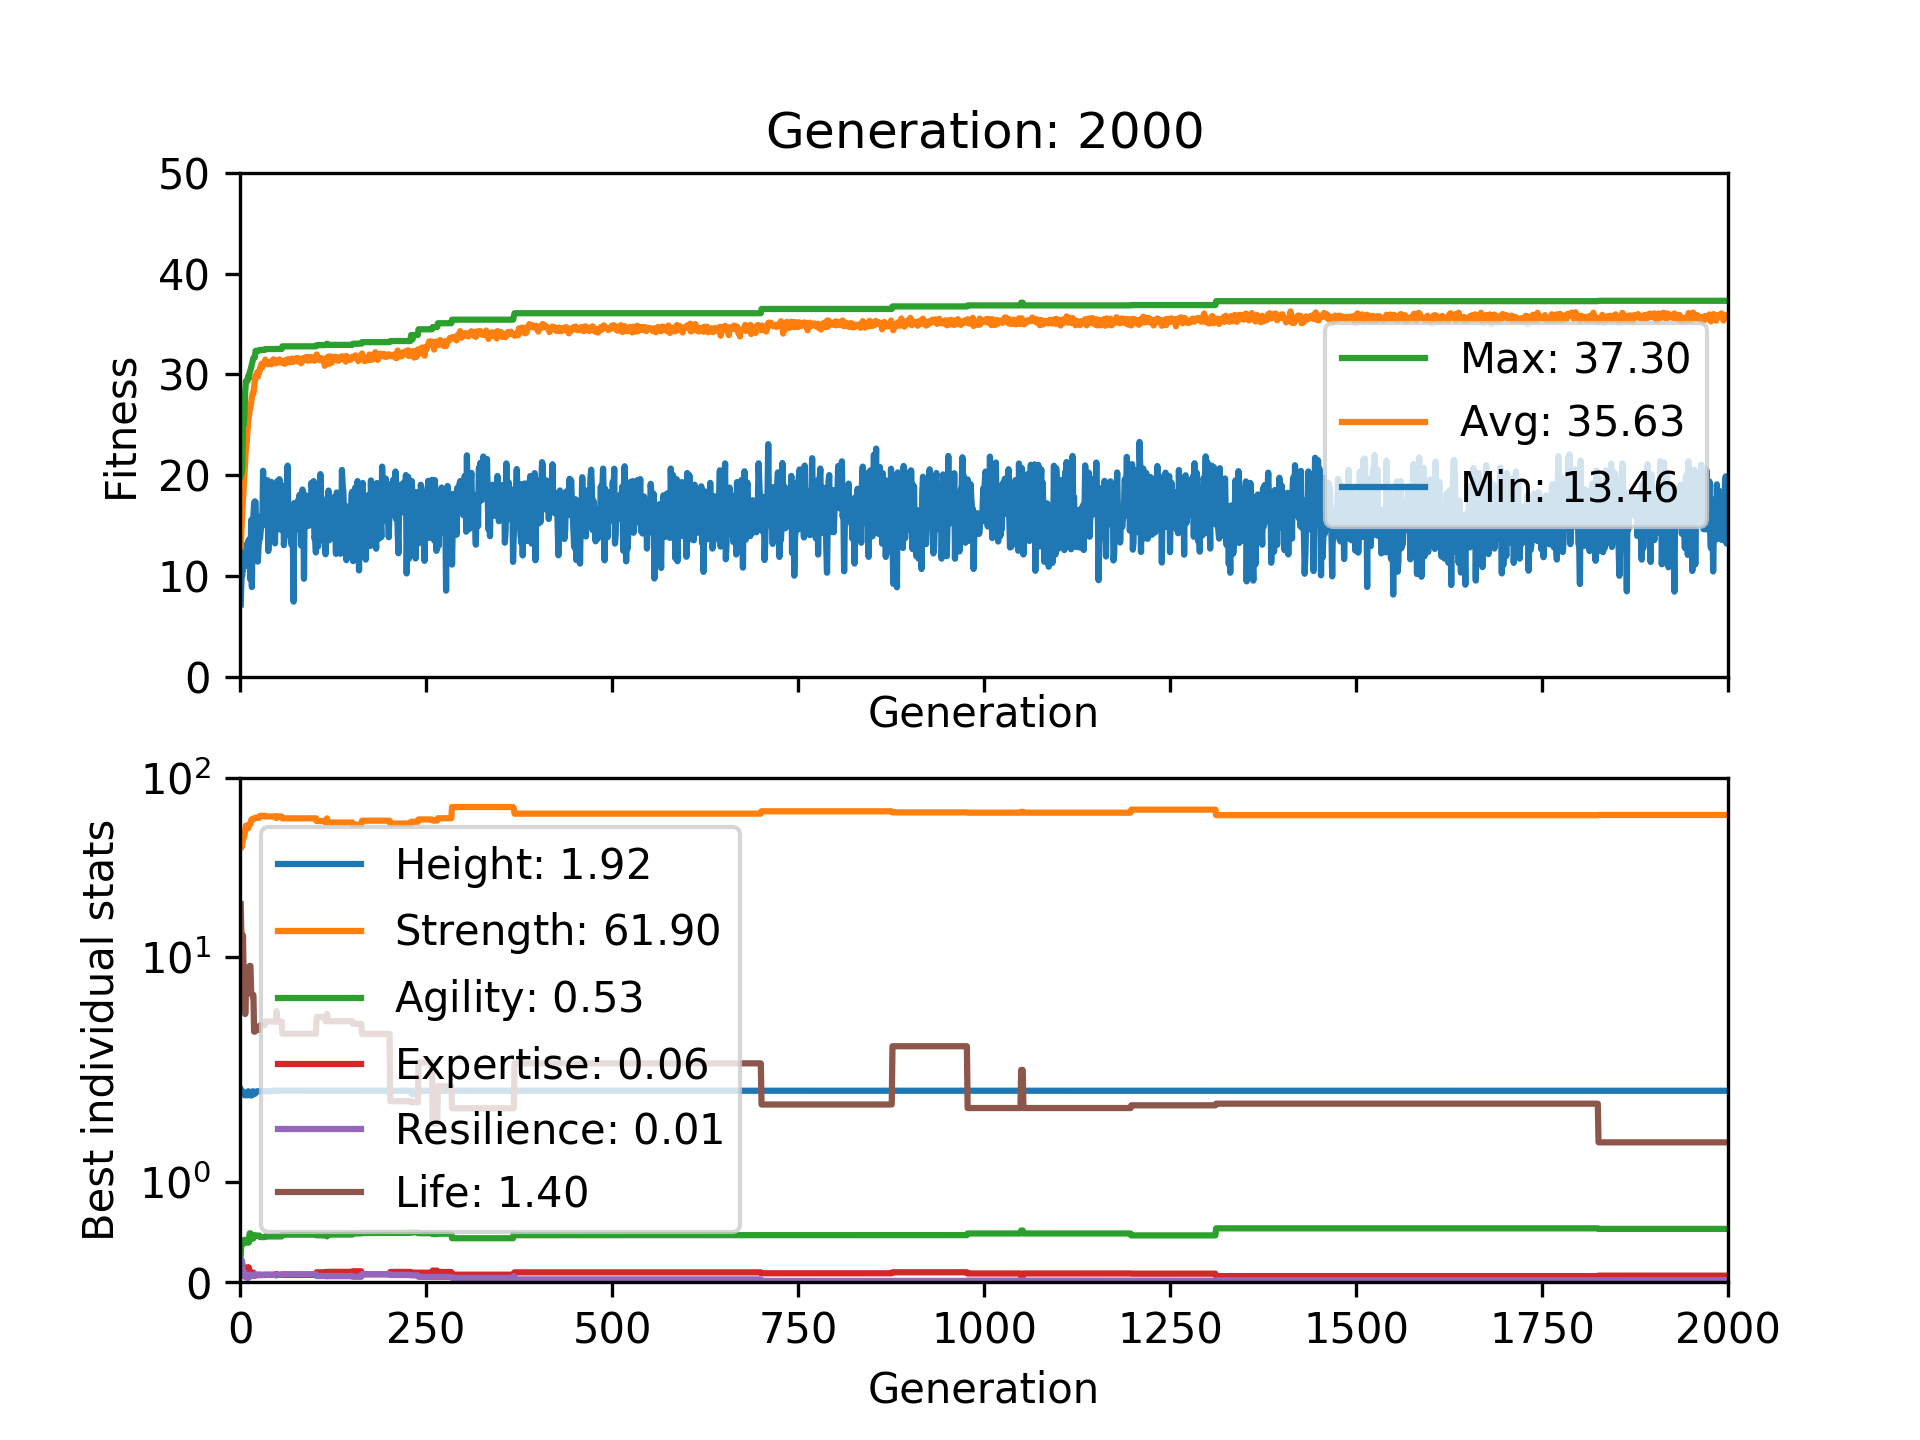 Generation: 2000
50
40
30
20
10
0
Fitness
Max: 37.30
Avg: 35.63
Min: 13.46
Generation
10²
10¹
10⁰
0
Best individual stats
Height: 1.92
Strength: 61.90
Agility: 0.53
Expertise: 0.06
Resilience: 0.01
Life: 1.40
0 250 500 750 1000 1250 1500 1750 2000
Generation